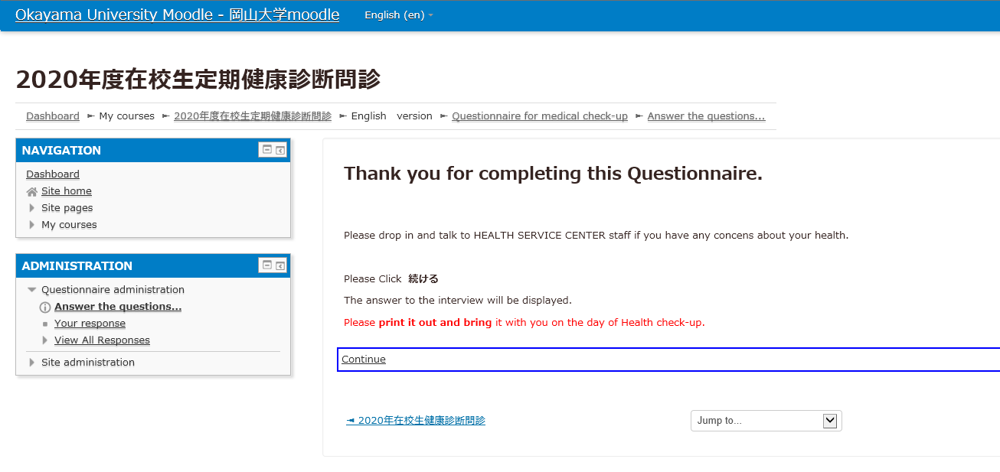 Okayama University Moodle - 岡山大学moodle English (en)
2020年度在校生定期健康診断問診
Dashboard ► My courses ► 2020年度在校生定期健康診断問診 ► English version ► Questionnaire for medical check-up ► Answer the questions...
NAVIGATION
Dashboard
Site home
Site pages
My courses
ADMINISTRATION
Questionnaire administration
Answer the questions...
Your response
View All Responses
Site administration
Thank you for completing this Questionnaire.
Please drop in and talk to HEALTH SERVICE CENTER staff if you have any concens about your health.
Please Click 続ける
The answer to the interview will be displayed.
Please print it out and bring it with you on the day of Health check-up.
Continue
◄ 2020年在校生健康診断問診
Jump to...